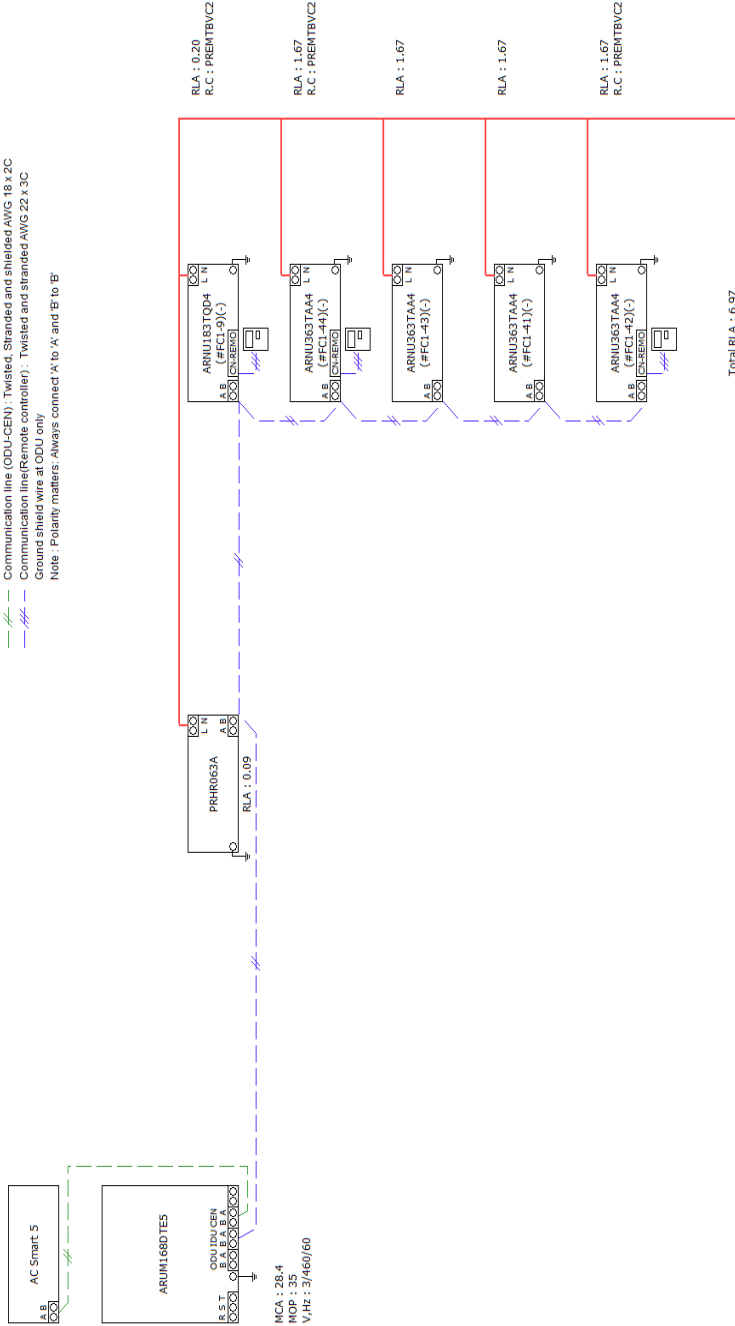 Communication line (ODU-CEN) : Twisted, Stranded and shielded AWG 18 x 2C
Communication line(Remote controller) : Twisted and stranded AWG 22 x 3C
Ground shield wire at ODU only
Note : Polarity matters: Always connect 'A' to 'A' and 'B' to 'B'
AC Smart 5
A B
ARUM168DTE5
ODU IDU CEN
B A B A B A
R S T
MCA : 28.4
MOP : 35
V,Hz : 3/460/60
PRHR063A
L N
A B
RLA : 0.09
RLA : 0.20
R.C : PREMTBVC2
ARNU183TQD4
(#FC1-9)(-)
L N
A B
CN-REMO
RLA : 1.67
R.C : PREMTBVC2
ARNU363TAA4
(#FC1-44)(-)
L N
A B
CN-REMO
RLA : 1.67
ARNU363TAA4
(#FC1-43)(-)
L N
A B
RLA : 1.67
ARNU363TAA4
(#FC1-41)(-)
L N
A B
RLA : 1.67
R.C : PREMTBVC2
ARNU363TAA4
(#FC1-42)(-)
L N
A B
CN-REMO
Total RLA : 6.97